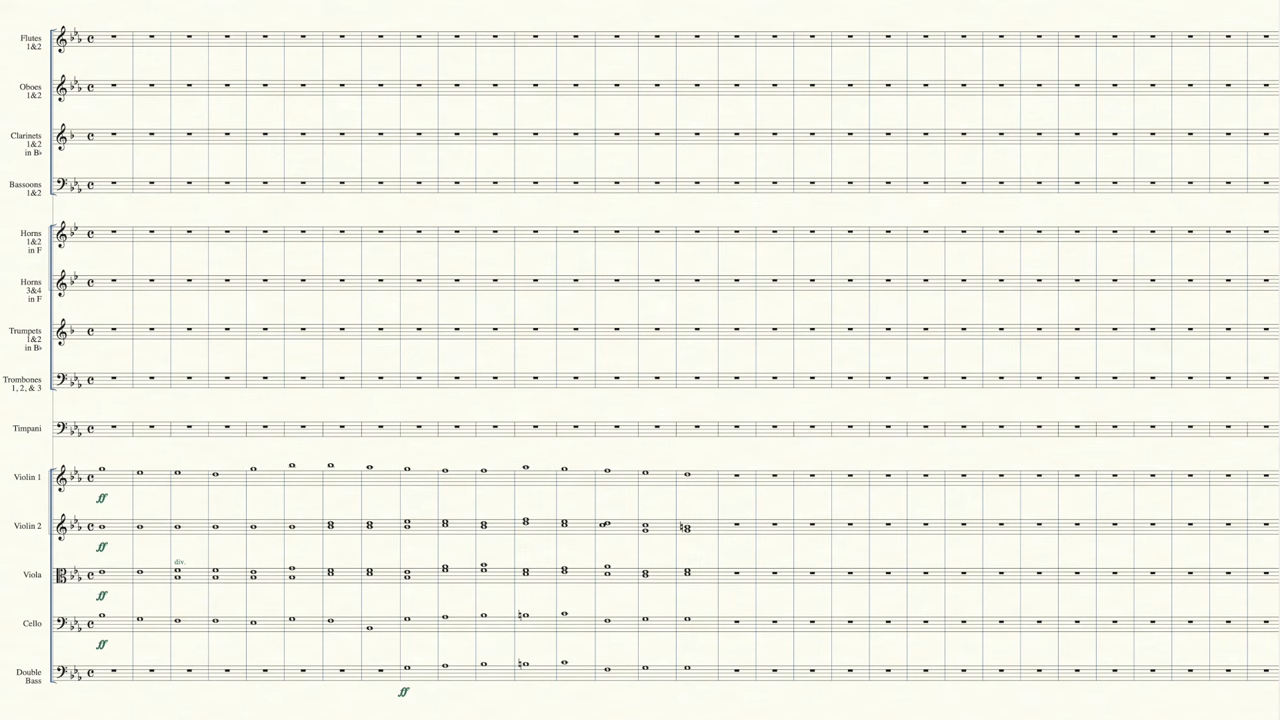 Flutes
1&2
Oboes
1&2
Clarinets
1&2
in B♭
Bassoons
1&2
Horns
1&2
in F
Horns
3&4
in F
Trumpets
1&2
in B♭
Trombones
1, 2, & 3
Timpani
Violin 1
ff
Violin 2
ff
div.
Viola
ff
Cello
ff
Double
Bass
ff